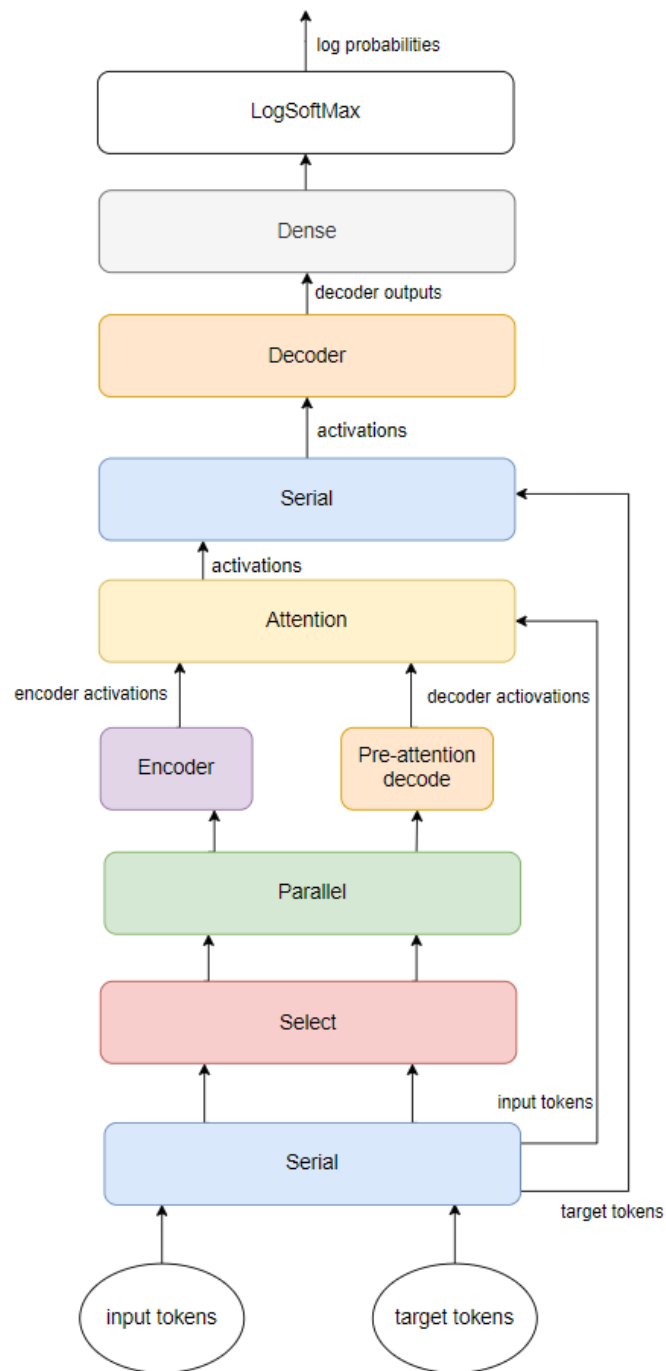 log probabilities
LogSoftMax
Dense
decoder outputs
Decoder
activations
Serial
activations
Attention
encoder activations
decoder actiovations
Encoder
Pre-attention
decode
Parallel
Select
input tokens
Serial
target tokens
input tokens
target tokens